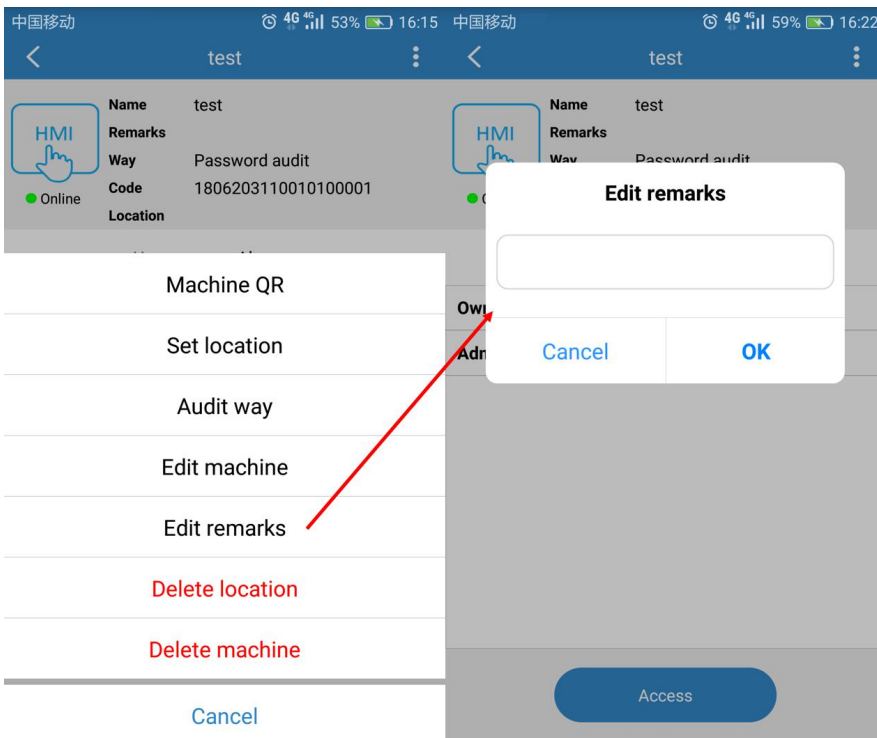 中国移动
4G 4G 53% 16:15
test
HMI
Online
Name test
Remarks
Way Password audit
Code 1806203110010100001
Location
Machine QR
Set location
Audit way
Edit machine
Edit remarks
Delete location
Delete machine
Cancel
中国移动
4G 4G 59% 16:22
test
HMI
Name test
Remarks
Way Password audit
Edit remarks
Cancel OK
Access